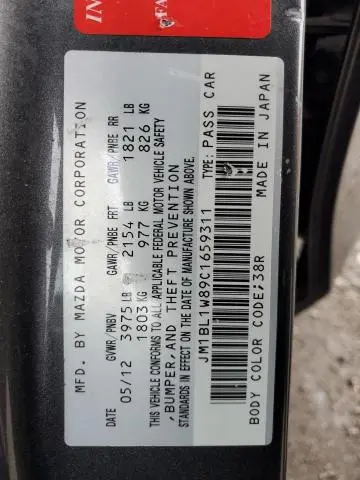 MFD. BY MAZDA MOTOR CORPORATION
DATE GVWR/PNBV GAWR/PNBE FRT GAWR/PNBE RR
05/12 3975 LB 2154 LB 1821 LB
1803 977 KG 826 KG
THIS VEHICLE CONFORMS TO ALL APPLICABLE FEDERAL MOTOR VEHICLE SAFETY
,BUMPER,AND THEFT PREVENTION
STANDARDS IN EFFECT ON THE DATE OF MANUFACTURE SHOWN ABOVE.
JM1BL1W89C1659311 TYPE: PASS CAR
BODY COLOR CODE;38R MADE IN JAPAN